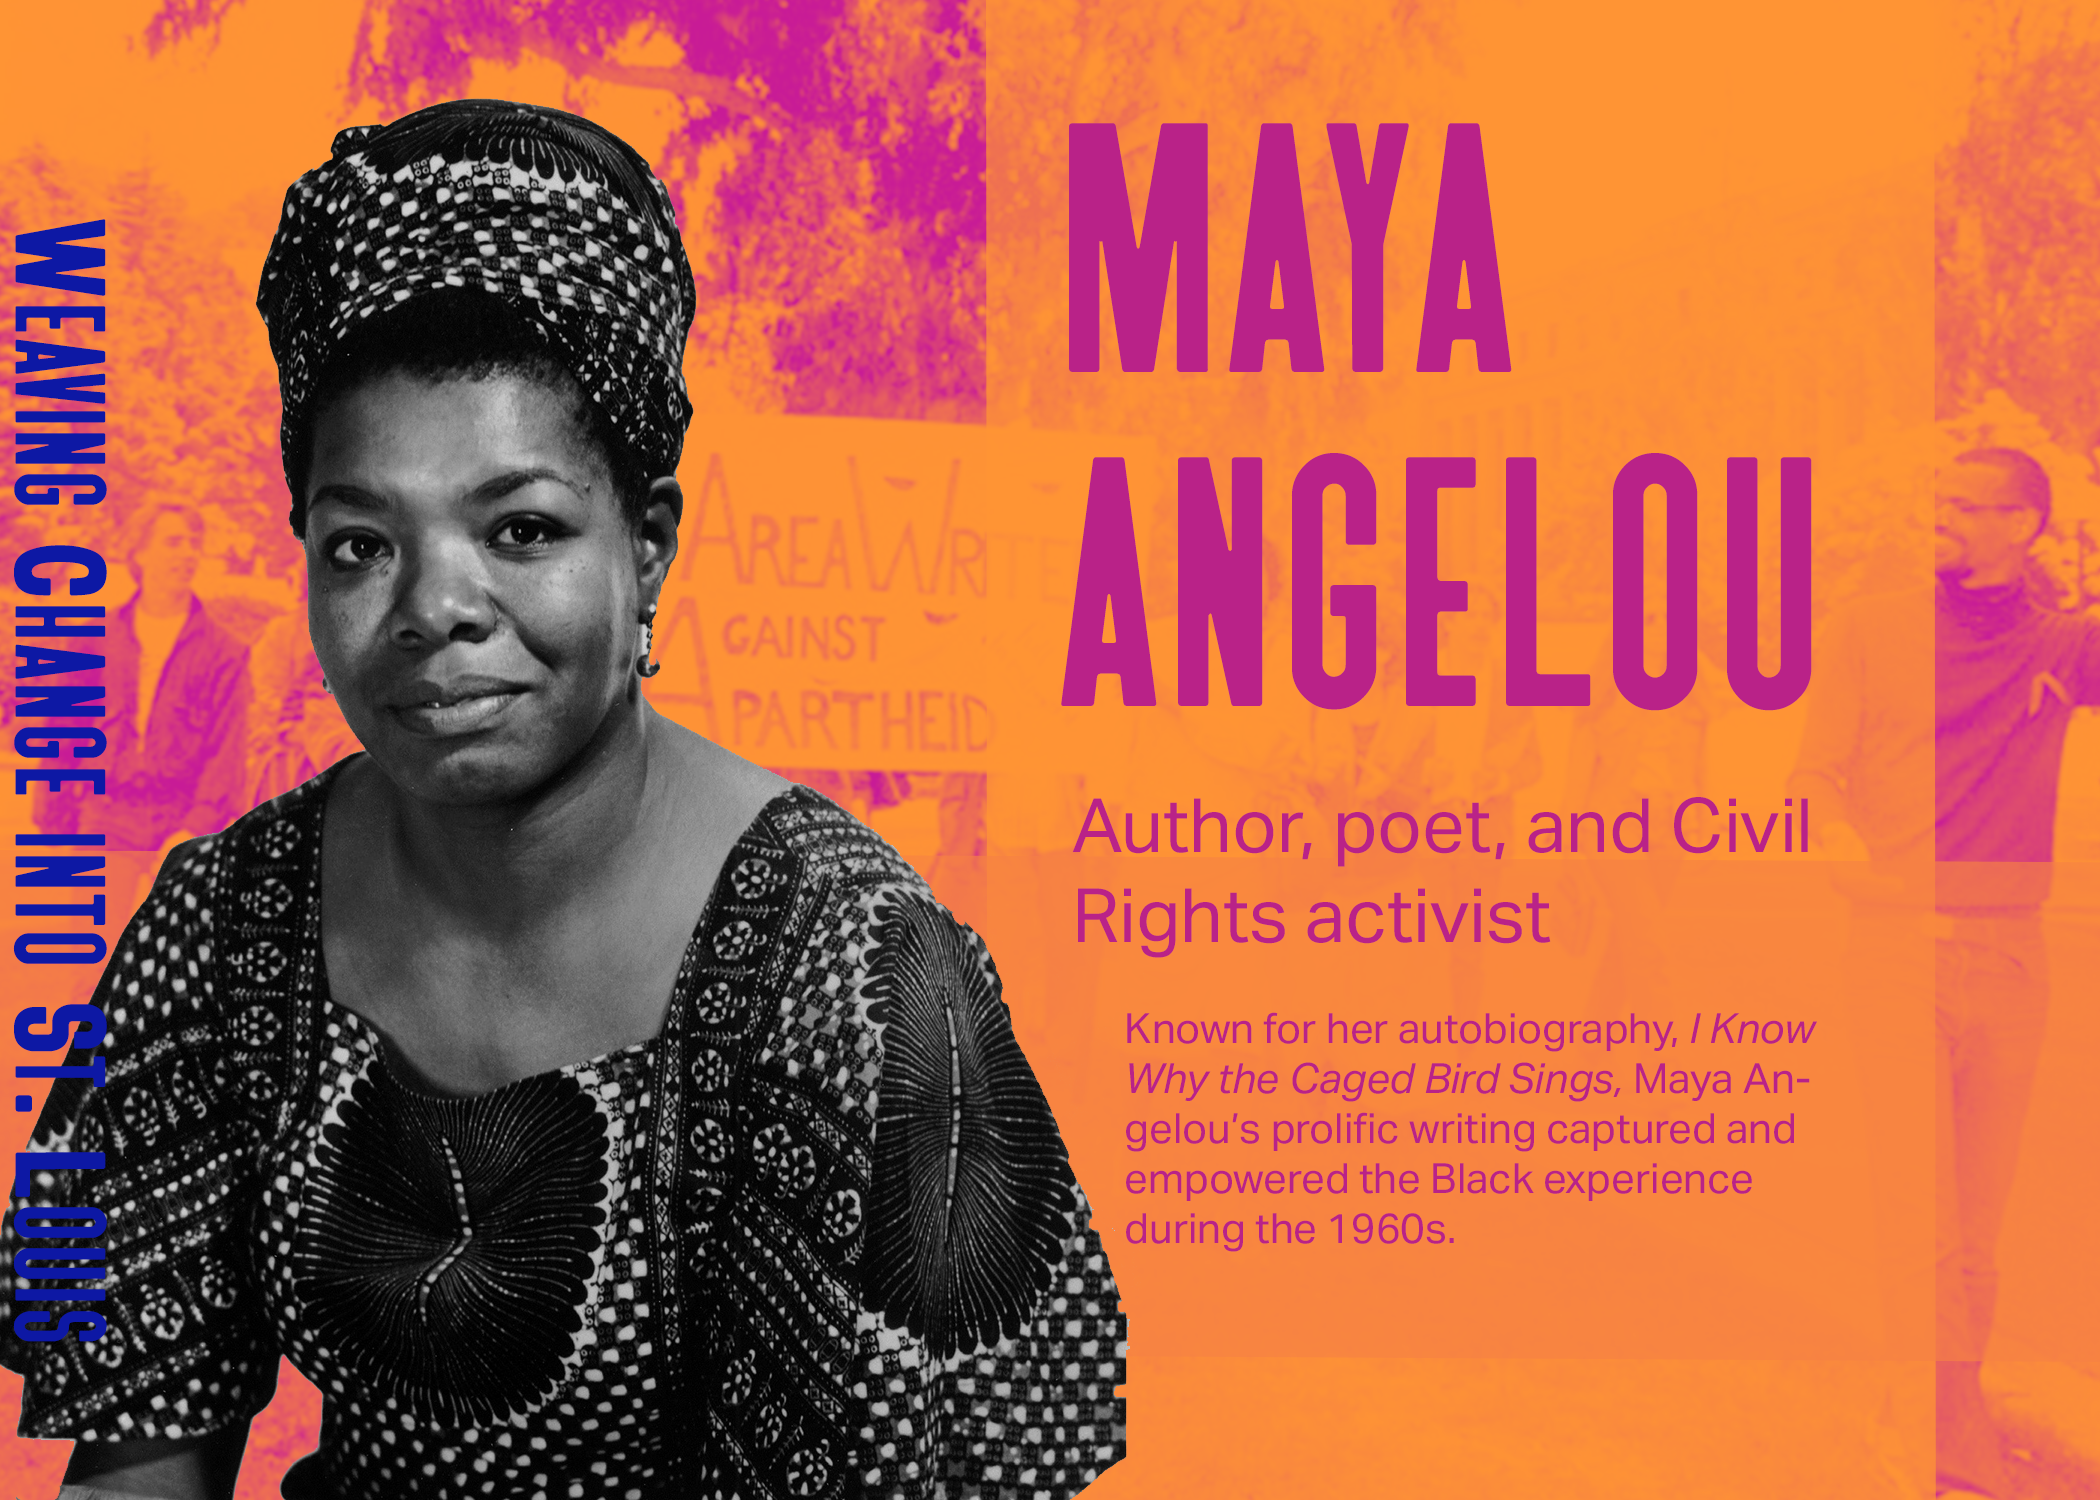 WEAVING CHANGE INTO ST. LOUIS
AREA WRITE
AGAINST
APARTHEID
MAYA
ANGELOU
Author, poet, and Civil
Rights activist
Known for her autobiography, I Know
Why the Caged Bird Sings, Maya An-
gelou’s prolific writing captured and
empowered the Black experience
during the 1960s.